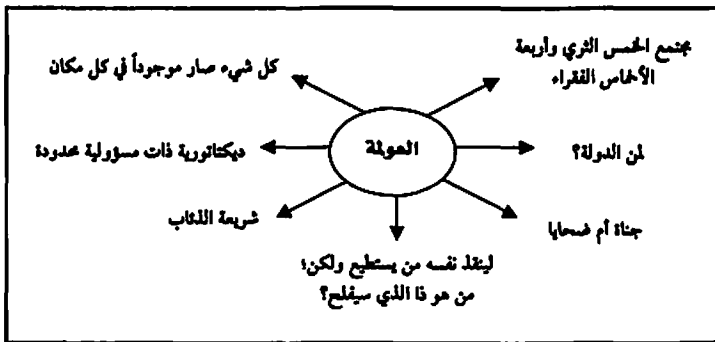 مجتمع الخمس الثري وأربعة
الأخماس الفقراء
كل شيء صار موجوداً في كل مكان
العولمة
لمن الدولة؟
ديكتاتورية ذات مسؤولية محدودة
جناة أم ضحايا
شريعة الذئاب
لينقذ نفسه من يستطيع ولكن؛
من هو ذا الذي سيفلح؟